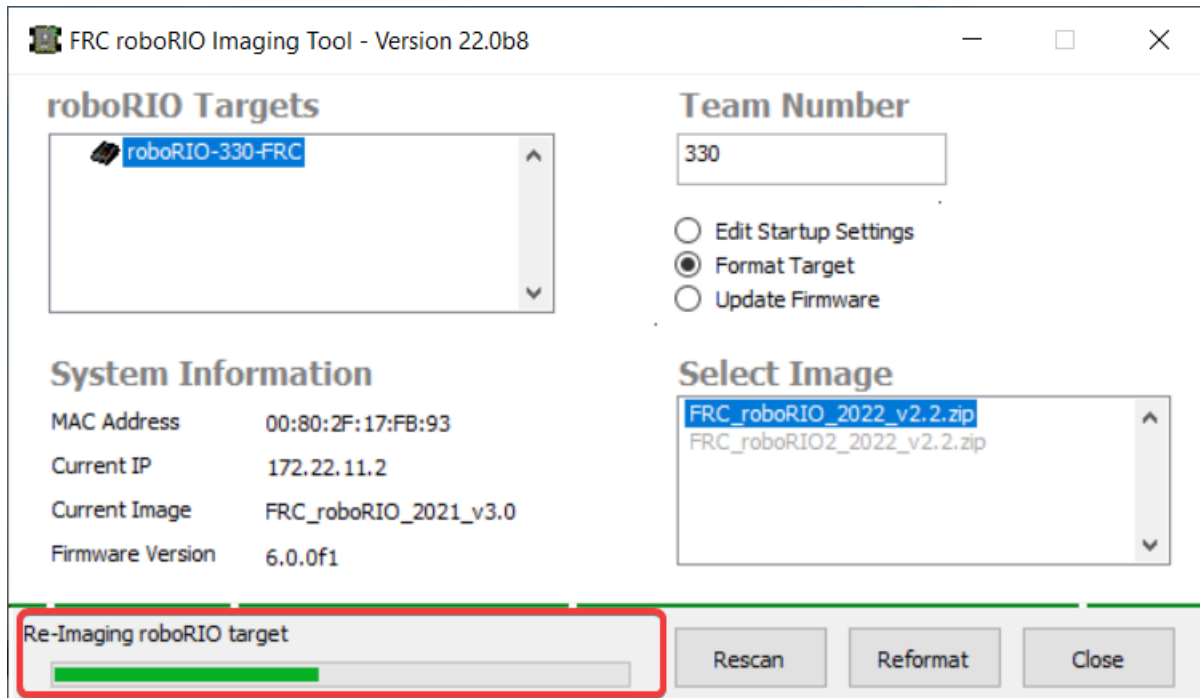 FRC roboRIO Imaging Tool - Version 22.0b8
roboRIO Targets
roboRIO-330-FRC
Team Number
330
Edit Startup Settings
Format Target
Update Firmware
System Information
MAC Address 00:80:2F:17:FB:93
Current IP 172.22.11.2
Current Image FRC_roboRIO_2021_v3.0
Firmware Version 6.0.0f1
Select Image
FRC_roboRIO_2022_v2.2.zip
FRC_roboRIO2_2022_v2.2.zip
Re-Imaging roboRIO target
Rescan Reformat Close